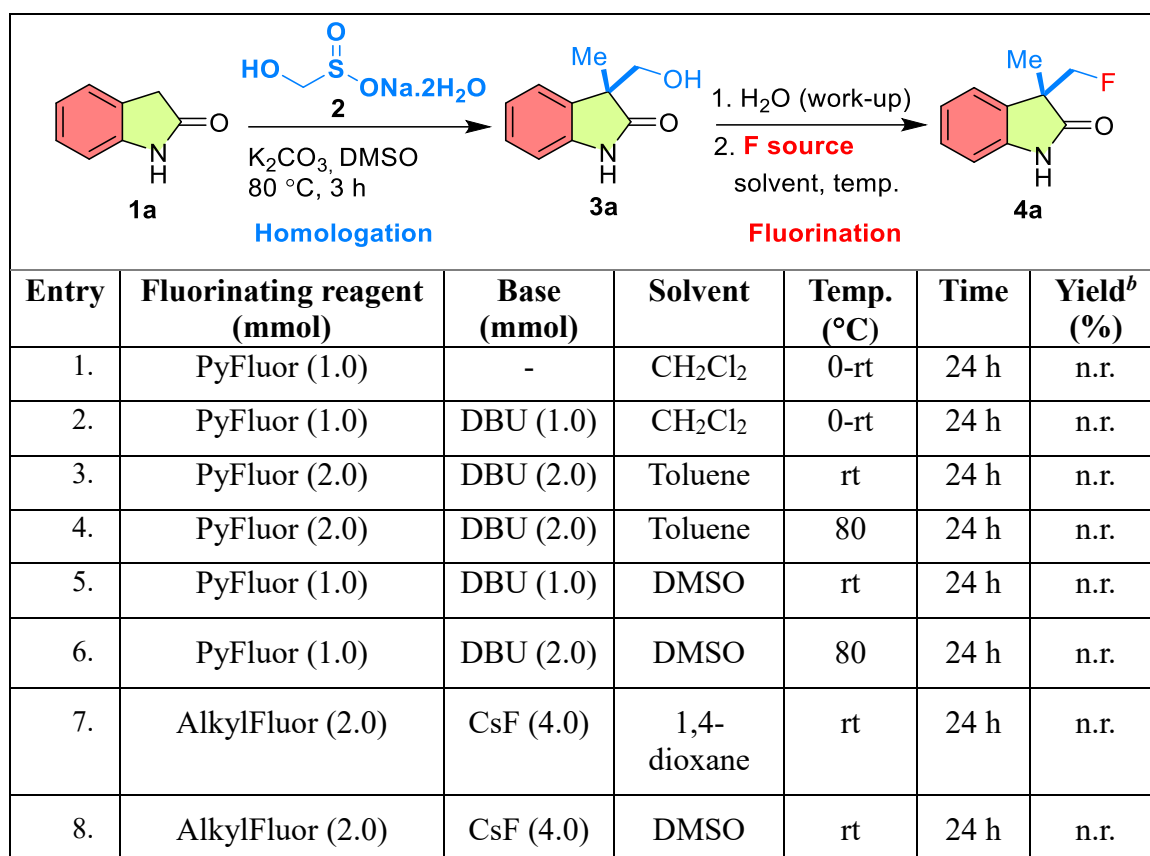 O
HO
S
ONa.2H₂O
2
O
N
H
1a
K₂CO₃, DMSO
80 °C, 3 h
Homologation
Me
OH
O
N
H
3a
1. H₂O (work-up)
2. F source
solvent, temp.
Fluorination
Me
F
O
N
H
4a
Entry Fluorinating reagent (mmol) Base (mmol) Solvent Temp. (°C) Time Yieldᵇ (%)
1. PyFluor (1.0) - CH₂Cl₂ 0-rt 24 h n.r.
2. PyFluor (1.0) DBU (1.0) CH₂Cl₂ 0-rt 24 h n.r.
3. PyFluor (2.0) DBU (2.0) Toluene rt 24 h n.r.
4. PyFluor (2.0) DBU (2.0) Toluene 80 24 h n.r.
5. PyFluor (1.0) DBU (1.0) DMSO rt 24 h n.r.
6. PyFluor (1.0) DBU (2.0) DMSO 80 24 h n.r.
7. AlkylFluor (2.0) CsF (4.0) 1,4-dioxane rt 24 h n.r.
8. AlkylFluor (2.0) CsF (4.0) DMSO rt 24 h n.r.